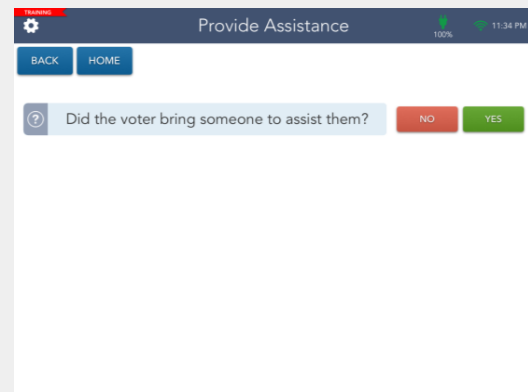 TRAINING
Provide Assistance
100%
11:34 PM
BACK
HOME
? Did the voter bring someone to assist them?
NO
YES